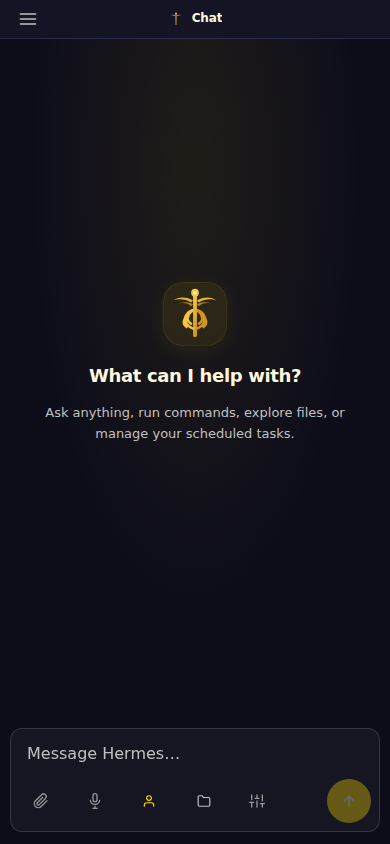 Chat
What can I help with?
Ask anything, run commands, explore files, or
manage your scheduled tasks.
Message Hermes...